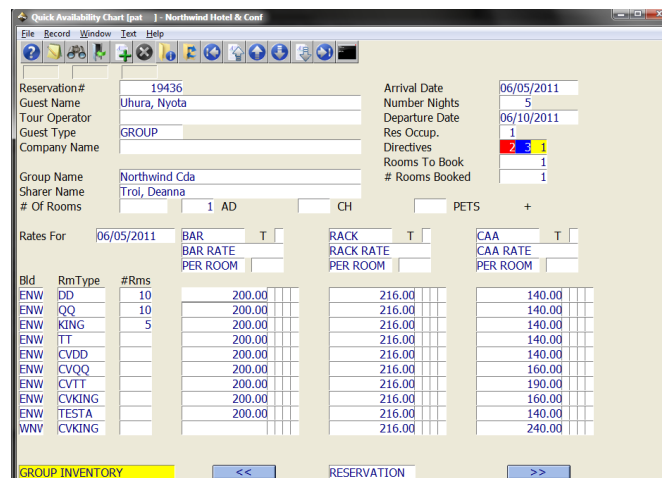 Quick Availability Chart [pat ] - Northwind Hotel & Conf
File Record Window Text Help
Reservation# 19436 Arrival Date 06/05/2011
Guest Name Uhura, Nyota Number Nights 5
Tour Operator Departure Date 06/10/2011
Guest Type GROUP Res Occup. 1
Company Name Directives 2 3 1
Rooms To Book 1
Group Name Northwind Cda # Rooms Booked 1
Sharer Name Troi, Deanna
# Of Rooms 1 AD CH PETS +
Rates For 06/05/2011 BAR T RACK T CAA T
BAR RATE RACK RATE CAA RATE
PER ROOM PER ROOM PER ROOM
Bld RmType #Rms
ENW DD 10 200.00 216.00 140.00
ENW QQ 10 200.00 216.00 140.00
ENW KING 5 200.00 216.00 140.00
ENW TT 200.00 216.00 140.00
ENW CVDD 200.00 216.00 140.00
ENW CVQQ 200.00 216.00 160.00
ENW CVTT 200.00 216.00 190.00
ENW CVKING 200.00 216.00 160.00
ENW TESTA 200.00 216.00 140.00
WNW CVKING 216.00 240.00
GROUP INVENTORY << RESERVATION >>